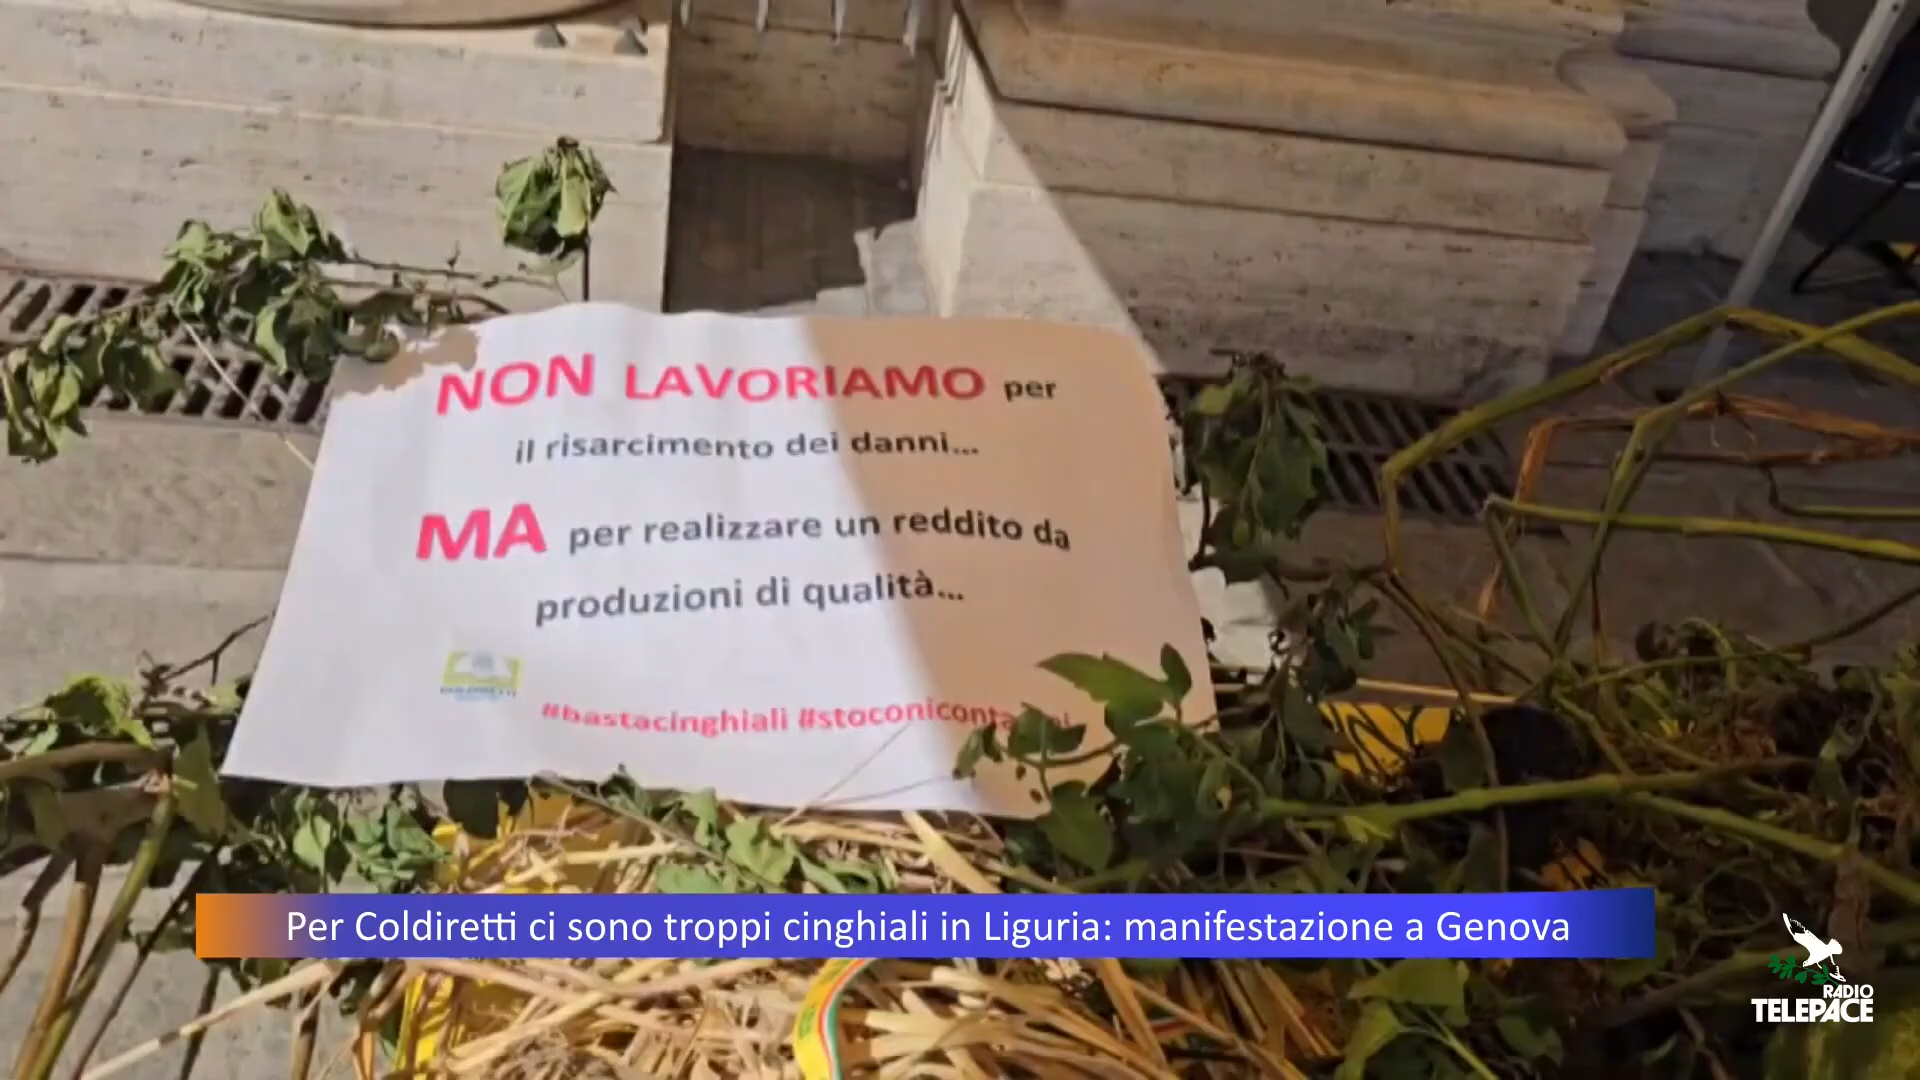 NON LAVORIAMO per
il risarcimento dei danni...
MA per realizzare un reddito da
produzioni di qualità...
#bastacinghiali
Per Coldiretti ci sono troppi cinghiali in Liguria: manifestazione a Genova
RADIO
TELEPACE